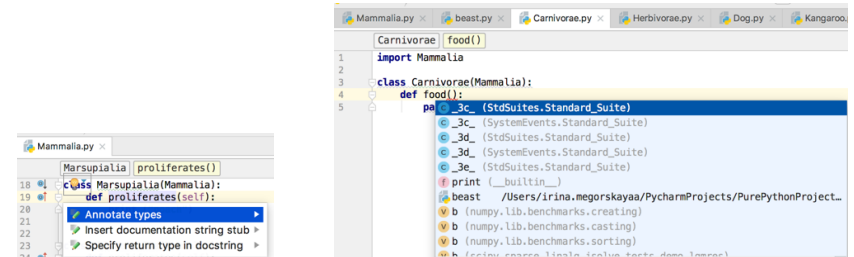 Mammalia.py ×
Marsupialia proliferates()
18 class Marsupialia(Mammalia):
19 def proliferates(self):
20
21 Annotate types
22 Insert documentation string stub
23 Specify return type in docstring
Mammalia.py × beast.py × Carnivorae.py × Herbivorae.py × Dog.py × Kangaroo.
Carnivorae food()
1 import Mammalia
2
3 class Carnivorae(Mammalia):
4 def food():
5 pa
C _3c_ (StdSuites.Standard_Suite)
C _3c_ (SystemEvents.Standard_Suite)
C _3d_ (StdSuites.Standard_Suite)
C _3d_ (SystemEvents.Standard_Suite)
C _3e_ (StdSuites.Standard_Suite)
f print (__builtin__)
beast /Users/irina.megorskayaa/PycharmProjects/PurePythonProject…
V b (numpy.lib.benchmarks.creating)
V b (numpy.lib.benchmarks.casting)
V b (numpy.lib.benchmarks.sorting)